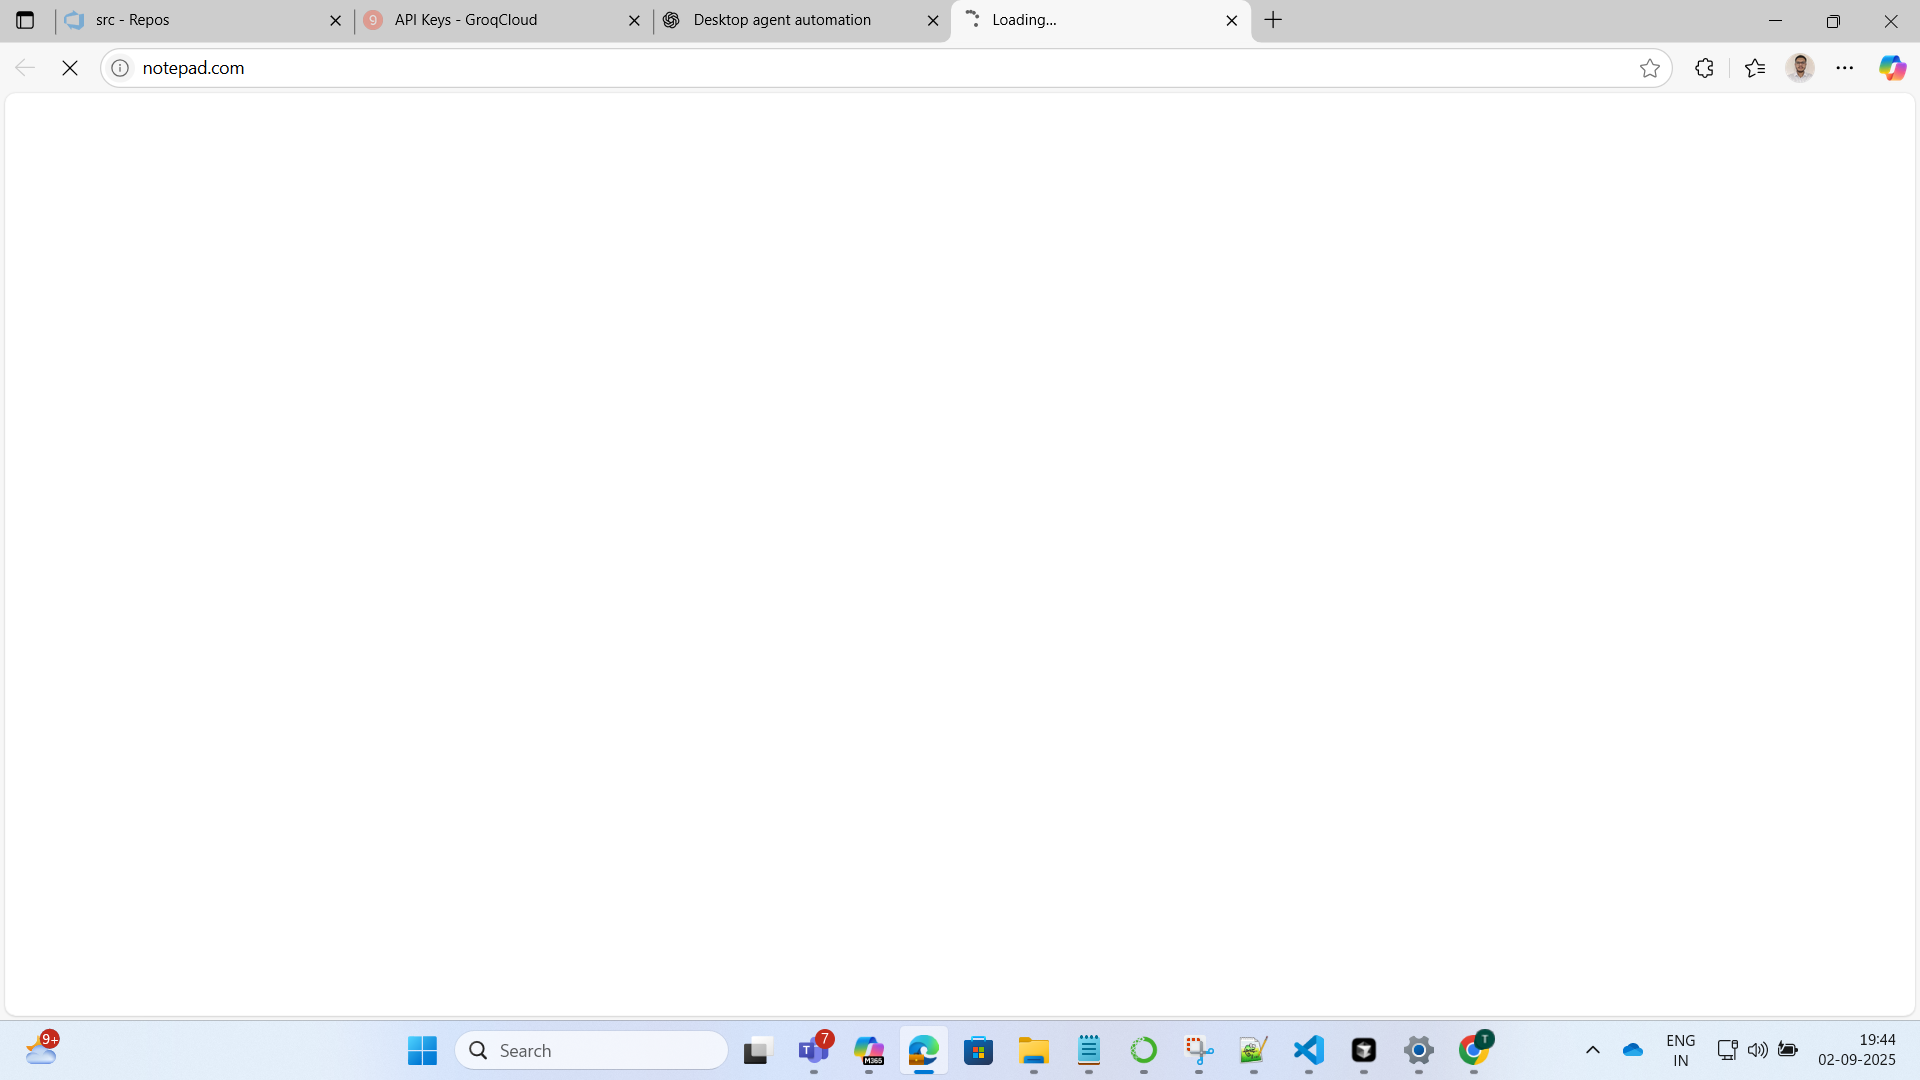 src - Repos
9 API Keys - GroqCloud
Desktop agent automation
Loading...
notepad.com
9+
Search
7
M365
T
ENG
IN
19:44
02-09-2025